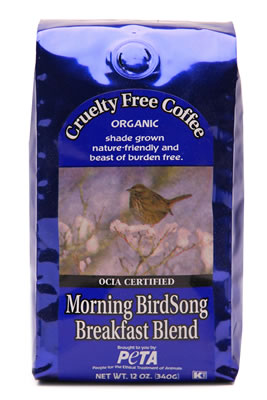 Cruelty Free Coffee
ORGANIC
shade grown
nature-friendly and
beast of burden free.
OCIA CERTIFIED
Morning BirdSong
Breakfast Blend
Brought to you by
PETA
People for the Ethical Treatment of Animals
NET WT. 12 OZ. (340G)
K